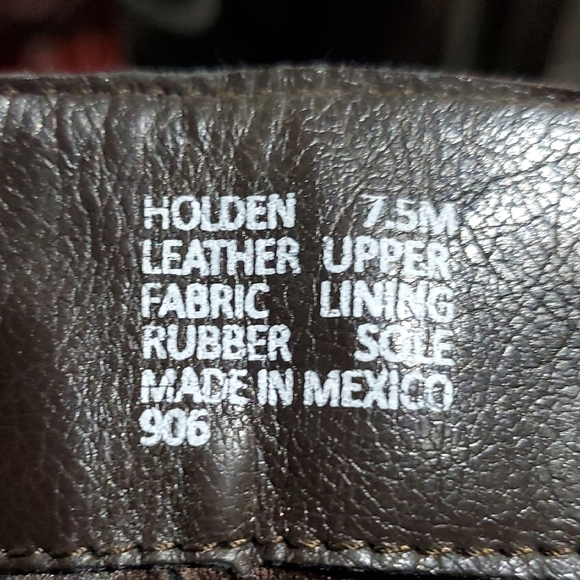 HOLDEN 7.5M
LEATHER UPPER
FABRIC LINING
RUBBER SOLE
MADE IN MEXICO
906